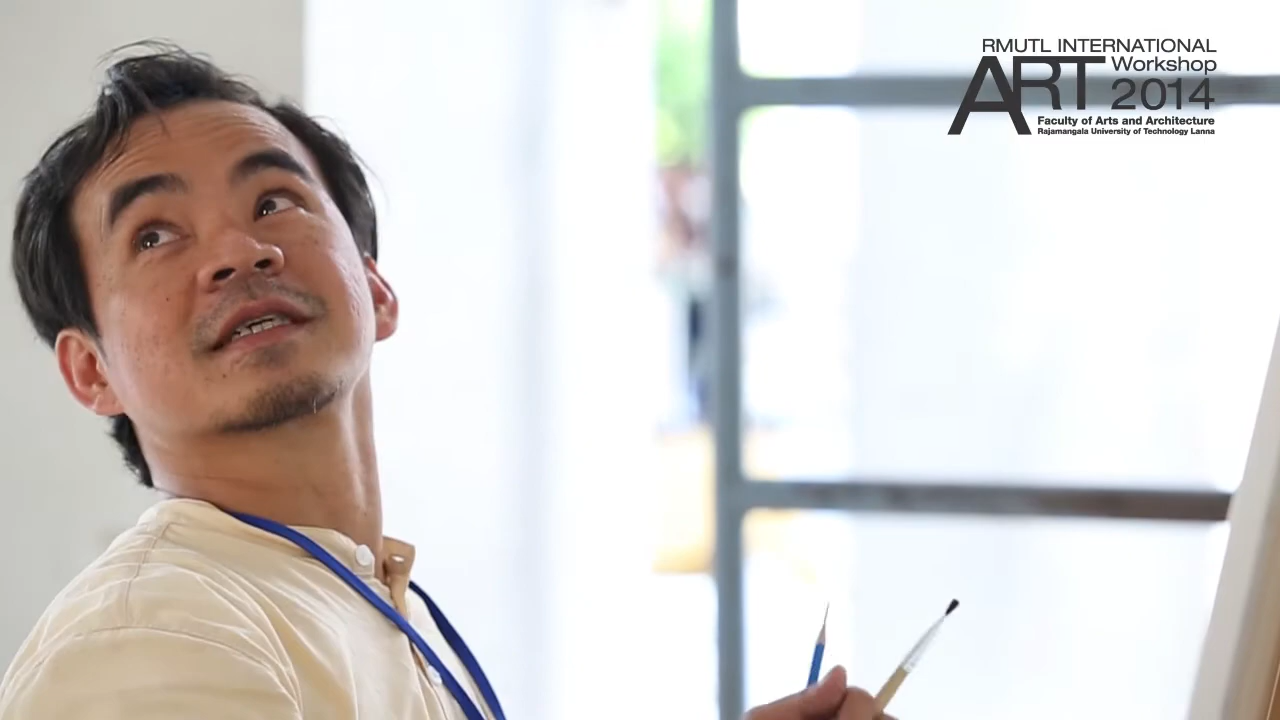 RMUTL INTERNATIONAL
ART Workshop
2014
Faculty of Arts and Architecture
Rajamangala University of Technology Lanna